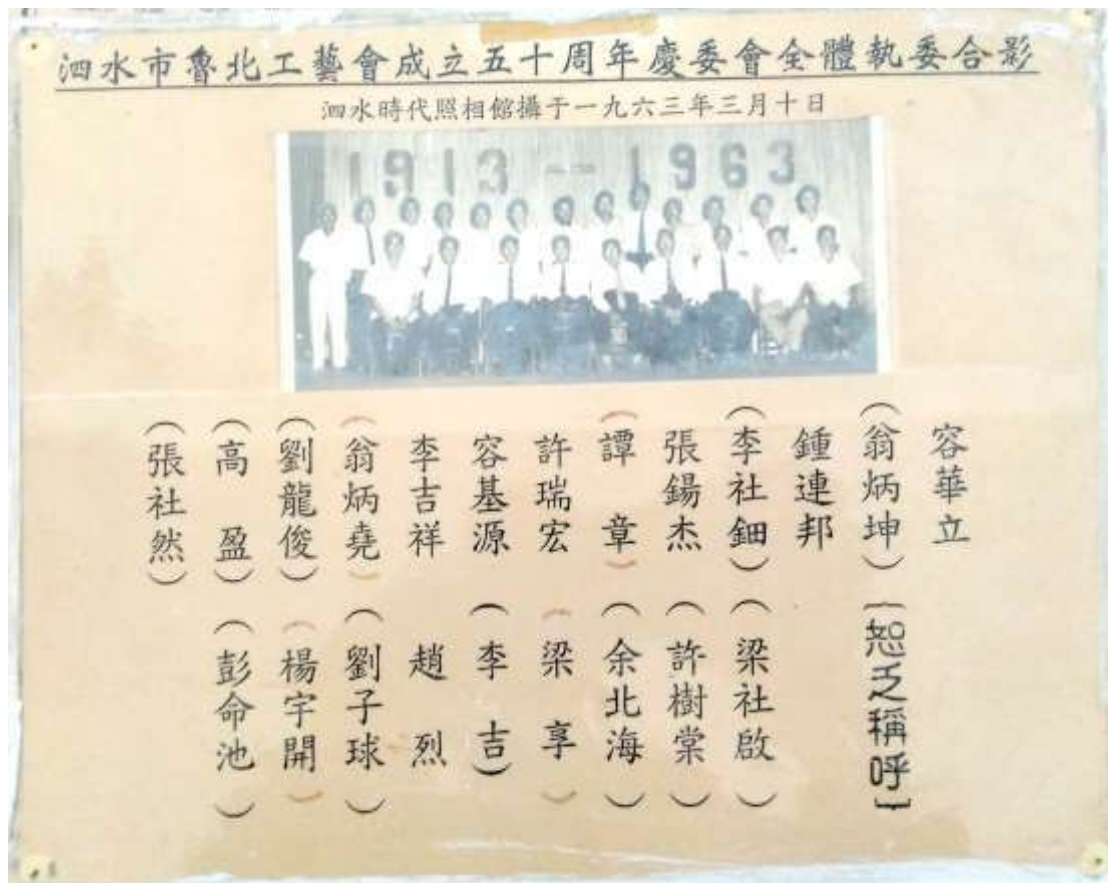 泗水市魯北工藝會成立五十周年慶委會全體執委合影
泗水時代照相館攝于一九六三年三月十日
1913 — 1963
容華立
(翁炳坤)
鍾連邦
(李社鈿)
張鍚杰
(譚章)
許瑞宏
容基源
李吉祥
(翁炳堯)
(劉龍俊)
(高盈)
(張社然)
{恕乏稱呼}
(梁社啟)
(許樹棠)
(余北海)
(梁享)
(李吉)
趙烈
(劉子球)
(楊宇開)
(彭命池)